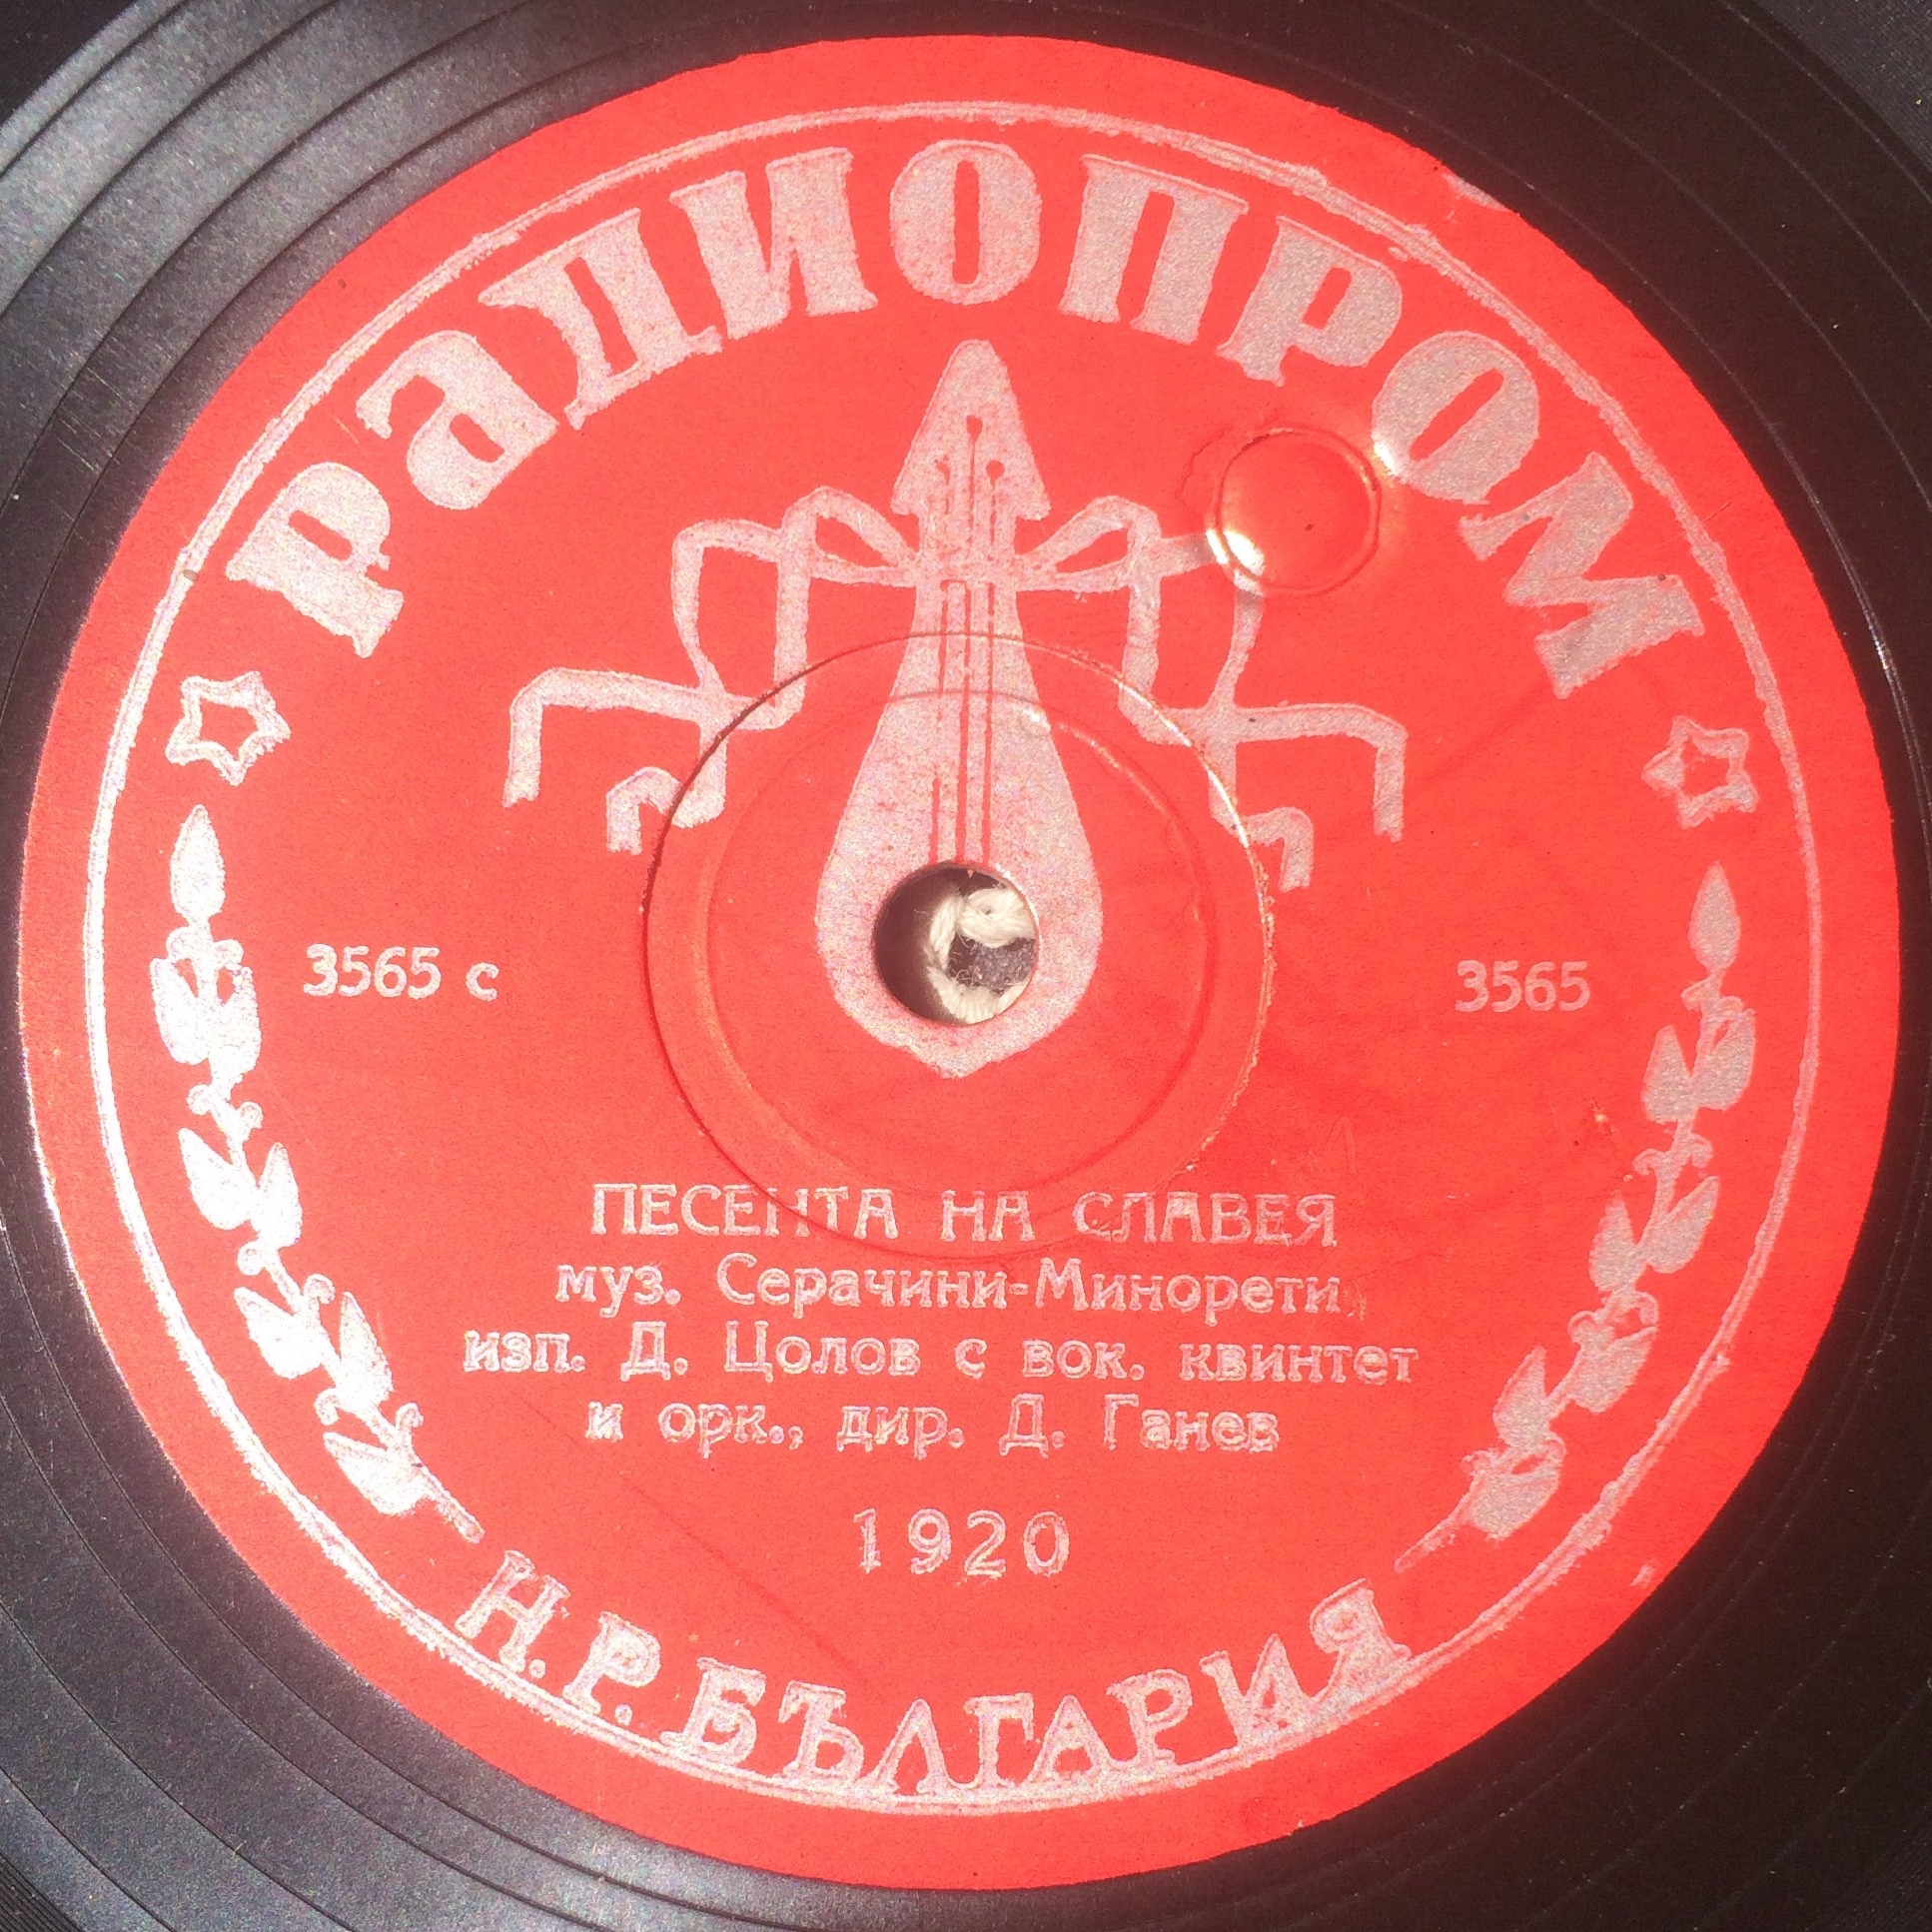 РАДИОПРОМ
3565 с
3565
ПЕСЕНТА НА СЛАВЕЯ
муз. Серачини-Минорети
изп. Д. Цолов с вок. квинтет
и орк., дир. Д. Ганев
1920
Н.Р.БЪЛГАРИЯ